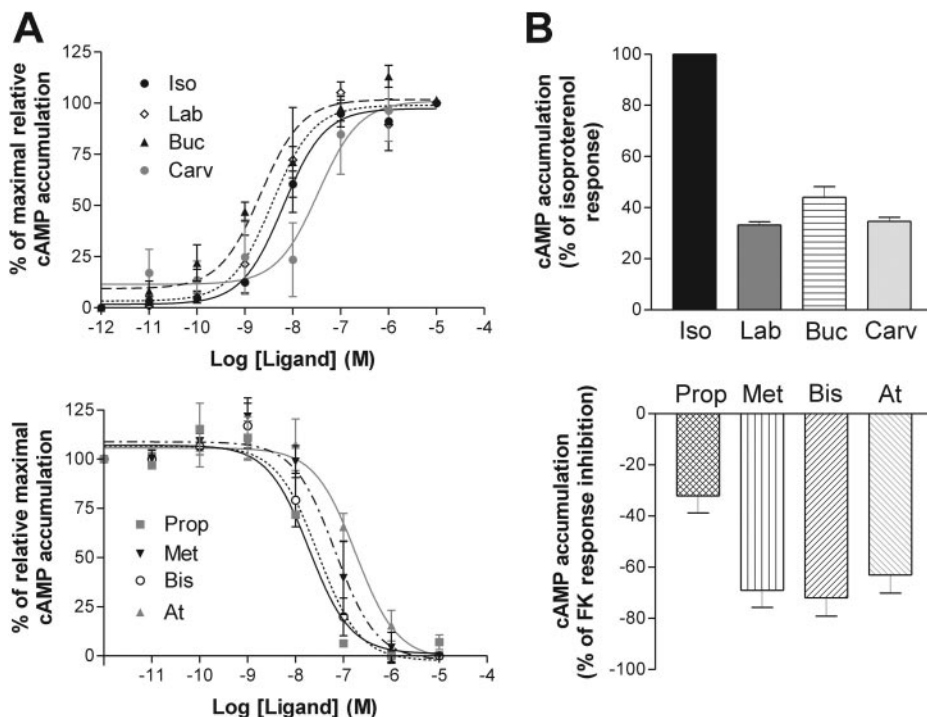 A
% of maximal relative
cAMP accumulation
125
100
75
50
25
0
Iso
Lab
Buc
Carv
-12 -11 -10 -9 -8 -7 -6 -5 -4
Log [Ligand] (M)
% of relative maximal
cAMP accumulation
125
100
75
50
25
0
Prop
Met
Bis
At
-11 -10 -9 -8 -7 -6 -5 -4
Log [Ligand] (M)
B
cAMP accumulation
(% of isoproterenol
response)
100
80
60
40
20
0
Iso Lab Buc Carv
Prop Met Bis At
cAMP accumulation
(% of FK response inhibition)
0
-20
-40
-60
-80
-100